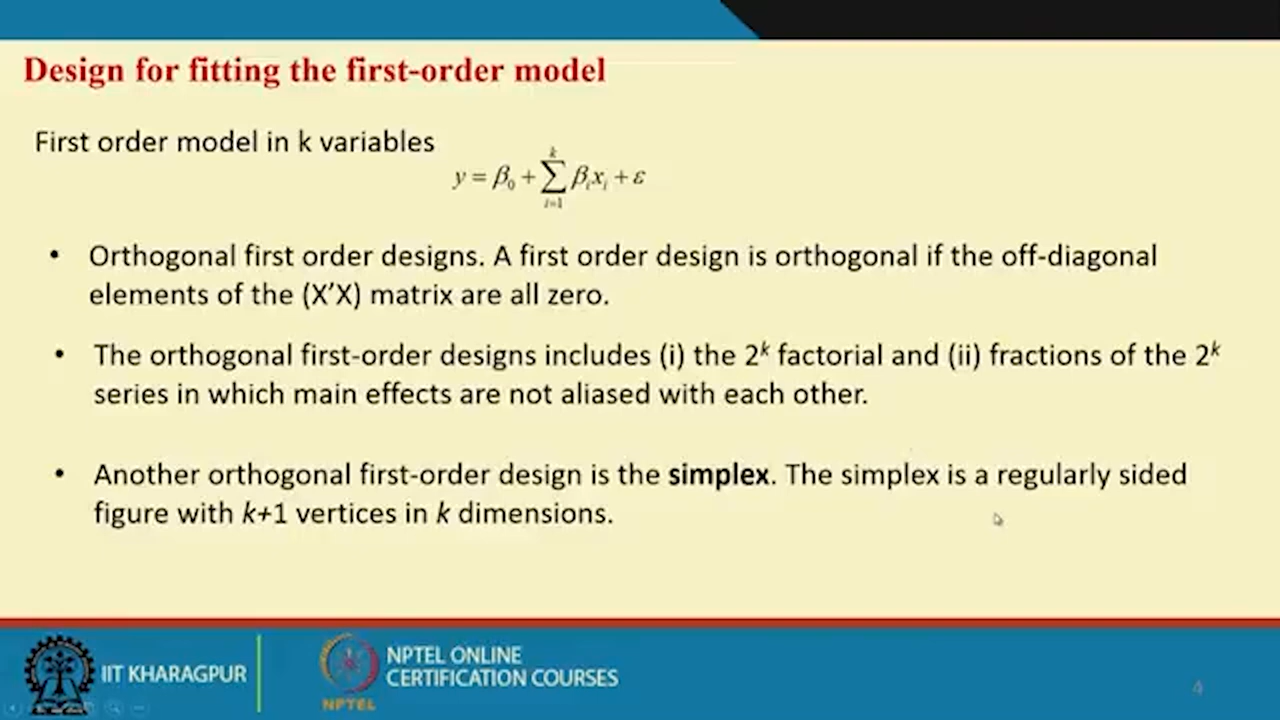 Design for fitting the first-order model
First order model in k variables
y = β₀ + ∑ᵢ₌₁ᵏ βᵢxᵢ + ε
• Orthogonal first order designs. A first order design is orthogonal if the off-diagonal
elements of the (X′X) matrix are all zero.
• The orthogonal first-order designs includes (i) the 2ᵏ factorial and (ii) fractions of the 2ᵏ
series in which main effects are not aliased with each other.
• Another orthogonal first-order design is the simplex. The simplex is a regularly sided
figure with k+1 vertices in k dimensions.
IIT KHARAGPUR
NPTEL ONLINE
CERTIFICATION COURSES
NPTEL
4